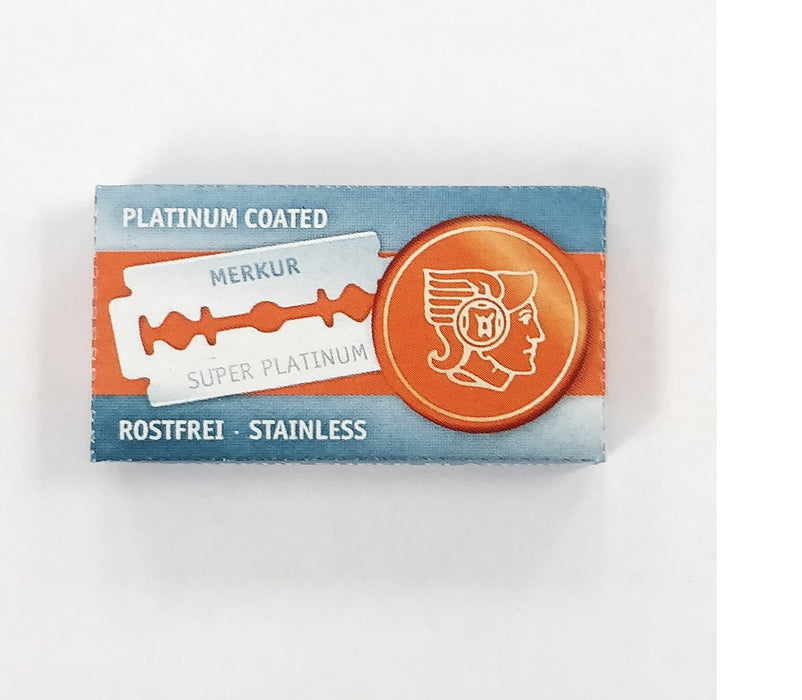 PLATINUM COATED
MERKUR
SUPER PLATINUM
ROSTFREI · STAINLESS